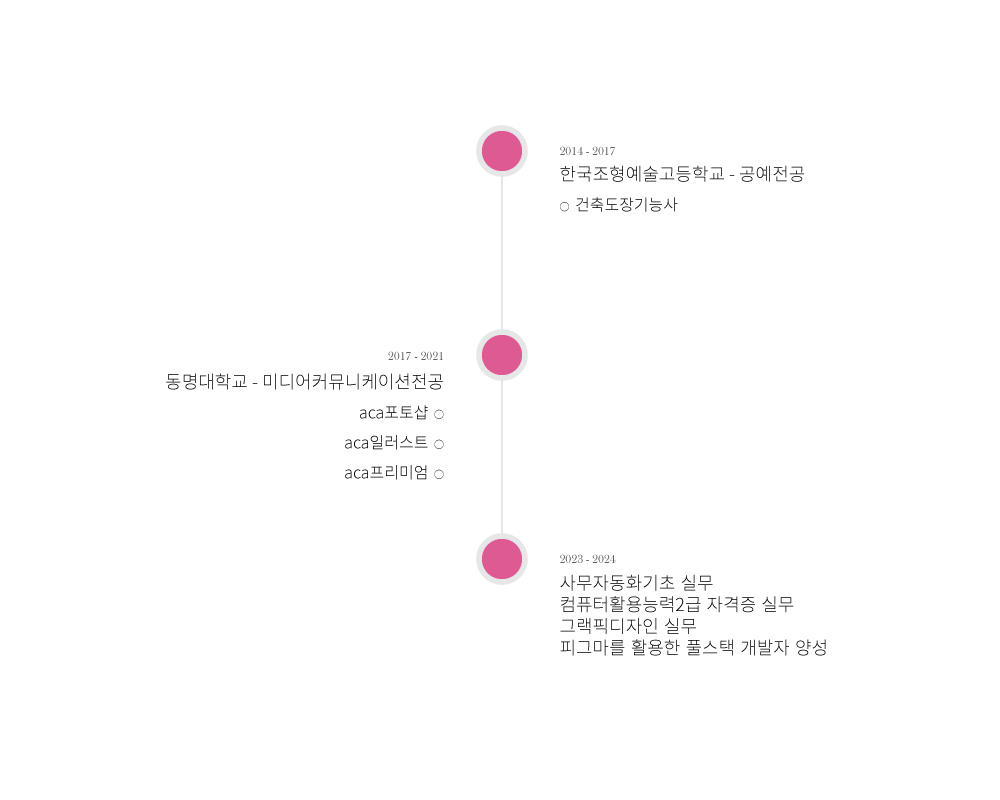 2014 - 2017
한국조형예술고등학교 - 공예전공
○ 건축도장기능사
2017 - 2021
동명대학교 - 미디어커뮤니케이션전공
aca포토샵 ○
aca일러스트 ○
aca프리미엄 ○
2023 - 2024
사무자동화기초 실무
컴퓨터활용능력2급 자격증 실무
그랙픽디자인 실무
피그마를 활용한 풀스택 개발자 양성